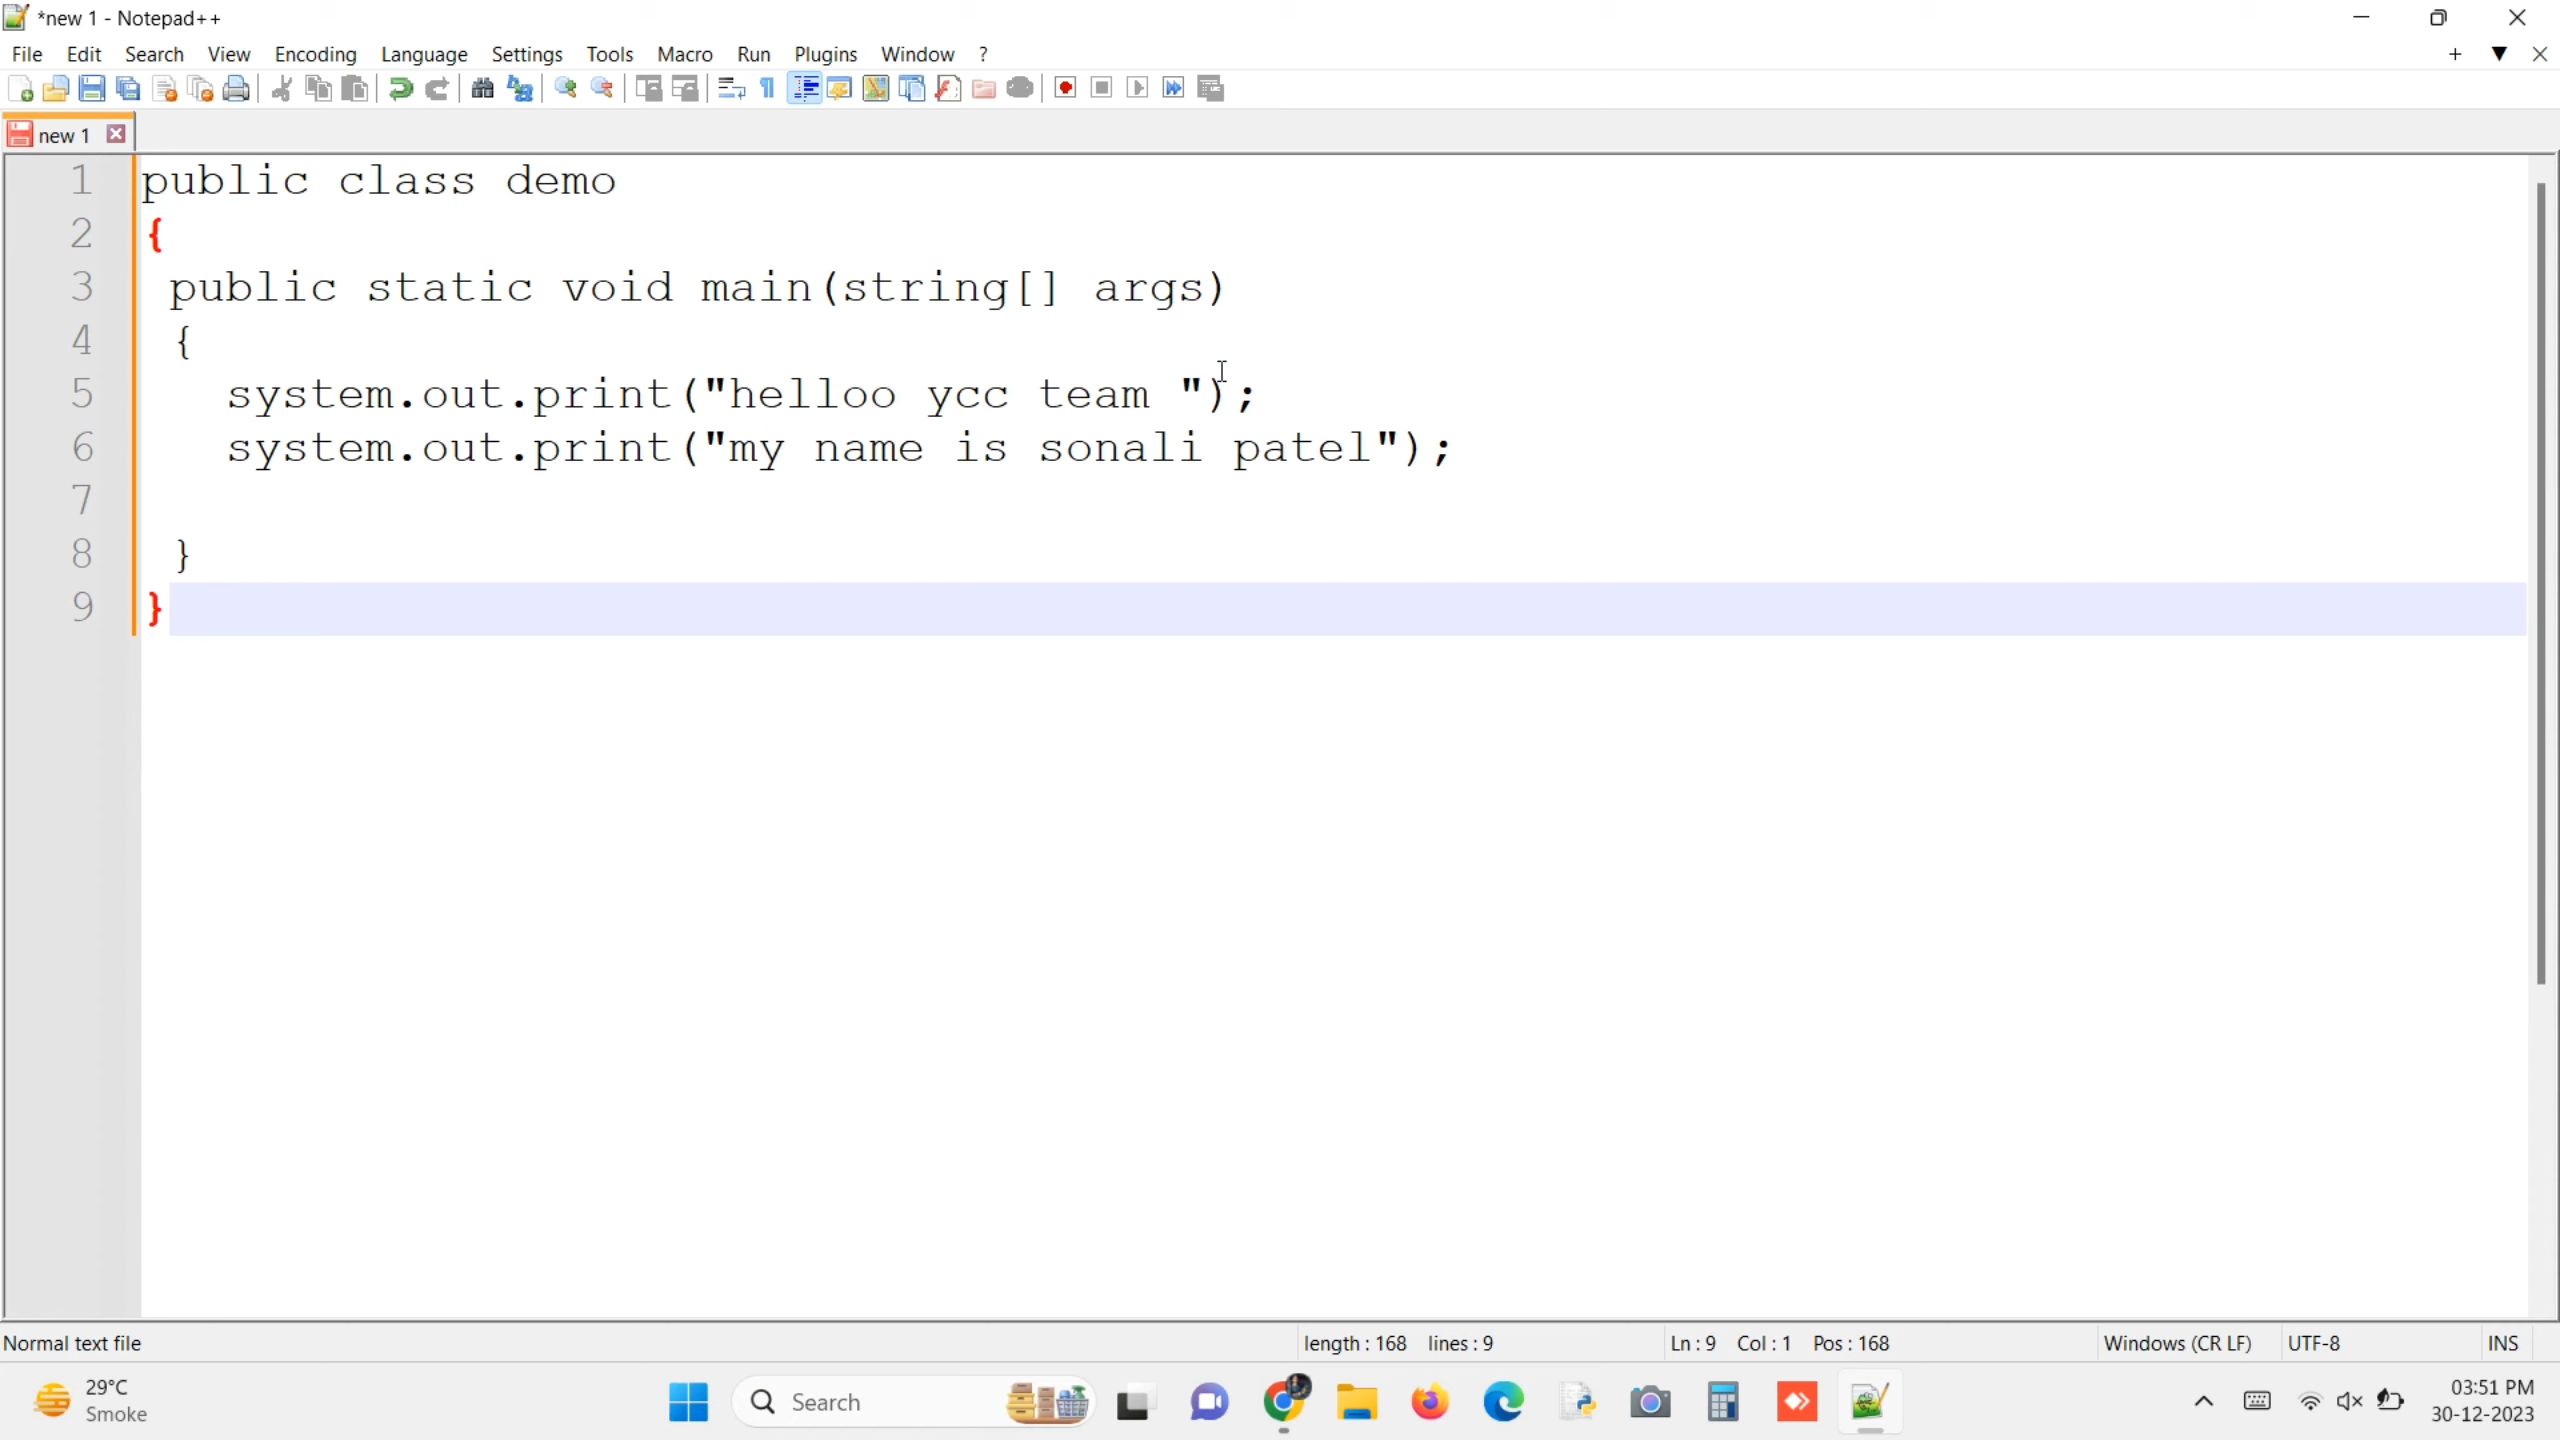 *new 1 - Notepad++
File Edit Search View Encoding Language Settings Tools Macro Run Plugins Window ?
new 1
1 public class demo
2 {
3 public static void main(string[] args)
4 {
5 system.out.print("helloo ycc team ");
6 system.out.print("my name is sonali patel");
7
8 }
9 }
Normal text file length : 168 lines : 9 Ln : 9 Col : 1 Pos : 168 Windows (CR LF) UTF-8 INS
29°C
Smoke
Search
03:51 PM
30-12-2023